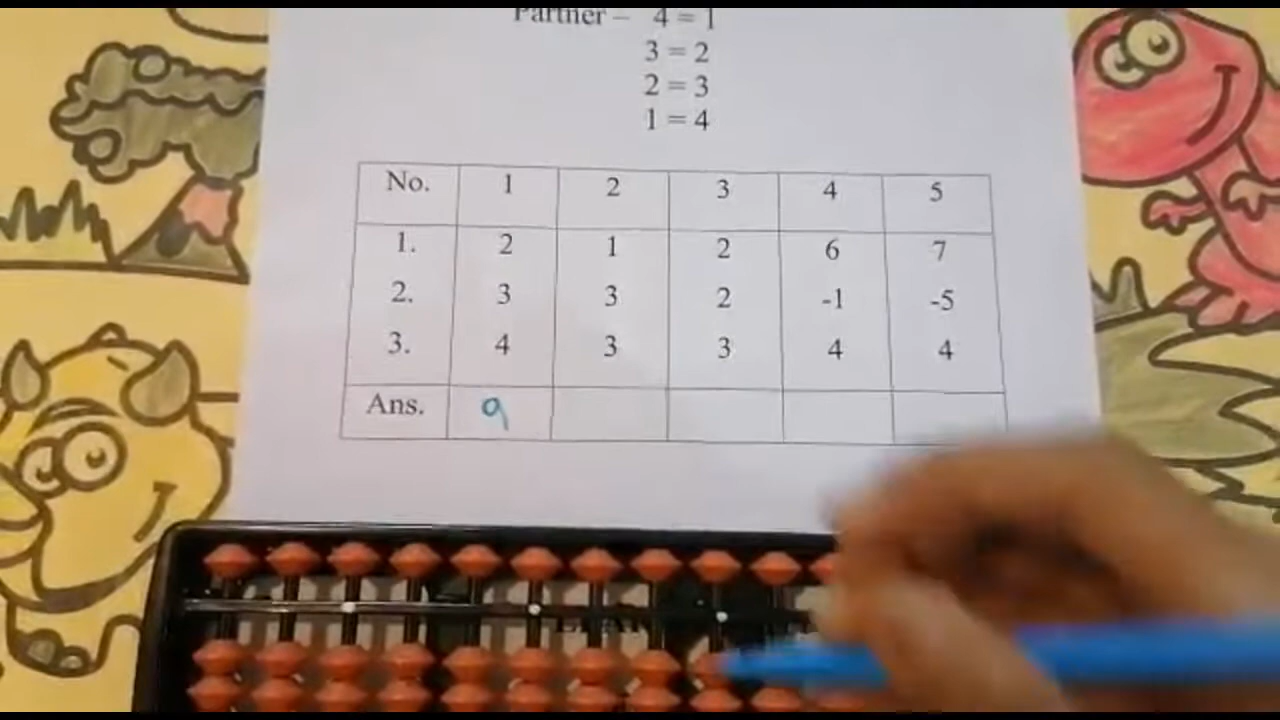 Partner – 4 = 1
3 = 2
2 = 3
1 = 4
No. 1 2 3 4 5
1. 2 1 2 6 7
2. 3 3 2 -1 -5
3. 4 3 3 4 4
Ans. 9